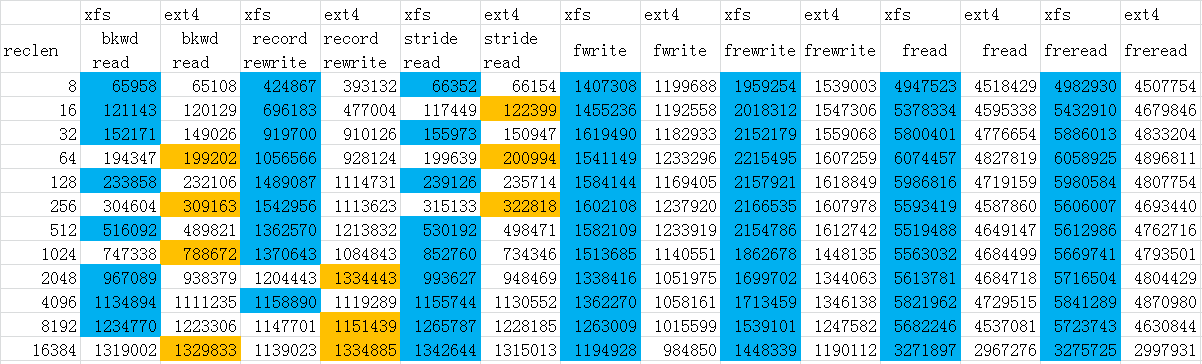 xfs ext4 xfs ext4 xfs ext4 xfs ext4 xfs ext4 xfs ext4 xfs ext4
reclen bkwd read bkwd read record rewrite record rewrite stride read stride read fwrite fwrite frewrite frewrite fread fread freread freread
8 65958 65108 424867 393132 66352 66154 1407308 1199688 1959254 1539003 4947523 4518429 4982930 4507754
16 121143 120129 696183 477004 117449 122399 1455236 1192558 2018312 1547306 5378334 4595338 5432910 4679846
32 152171 149026 919700 910126 155973 150947 1619490 1182933 2152179 1559068 5800401 4776654 5886013 4833204
64 194347 199202 1056566 928124 199639 200994 1541149 1233296 2215495 1607259 6074457 4827819 6058925 4896811
128 233858 232106 1489087 1114731 239126 235714 1584144 1169405 2157921 1618849 5986816 4719159 5980584 4807754
256 304604 309163 1542956 1113623 315133 322818 1602108 1237920 2166535 1607978 5593419 4587860 5606007 4693440
512 516092 489821 1362570 1213832 530192 498471 1582109 1233919 2154786 1612742 5519488 4649147 5612986 4762716
1024 747338 788672 1370643 1084843 852760 734346 1513685 1140551 1862678 1448135 5563032 4684499 5669741 4793501
2048 967089 938379 1204443 1334443 993627 948469 1338416 1051975 1699702 1344063 5613781 4684718 5716504 4804429
4096 1134894 1111235 1158890 1119289 1155744 1130552 1362270 1058161 1713459 1346138 5821962 4729515 5841289 4870980
8192 1234770 1223306 1147701 1151439 1265787 1228185 1263009 1015599 1539101 1247582 5682246 4537081 5723743 4630844
16384 1319002 1329833 1139023 1334885 1342644 1315013 1194928 984850 1448339 1190112 3271897 2967276 3275725 2997931